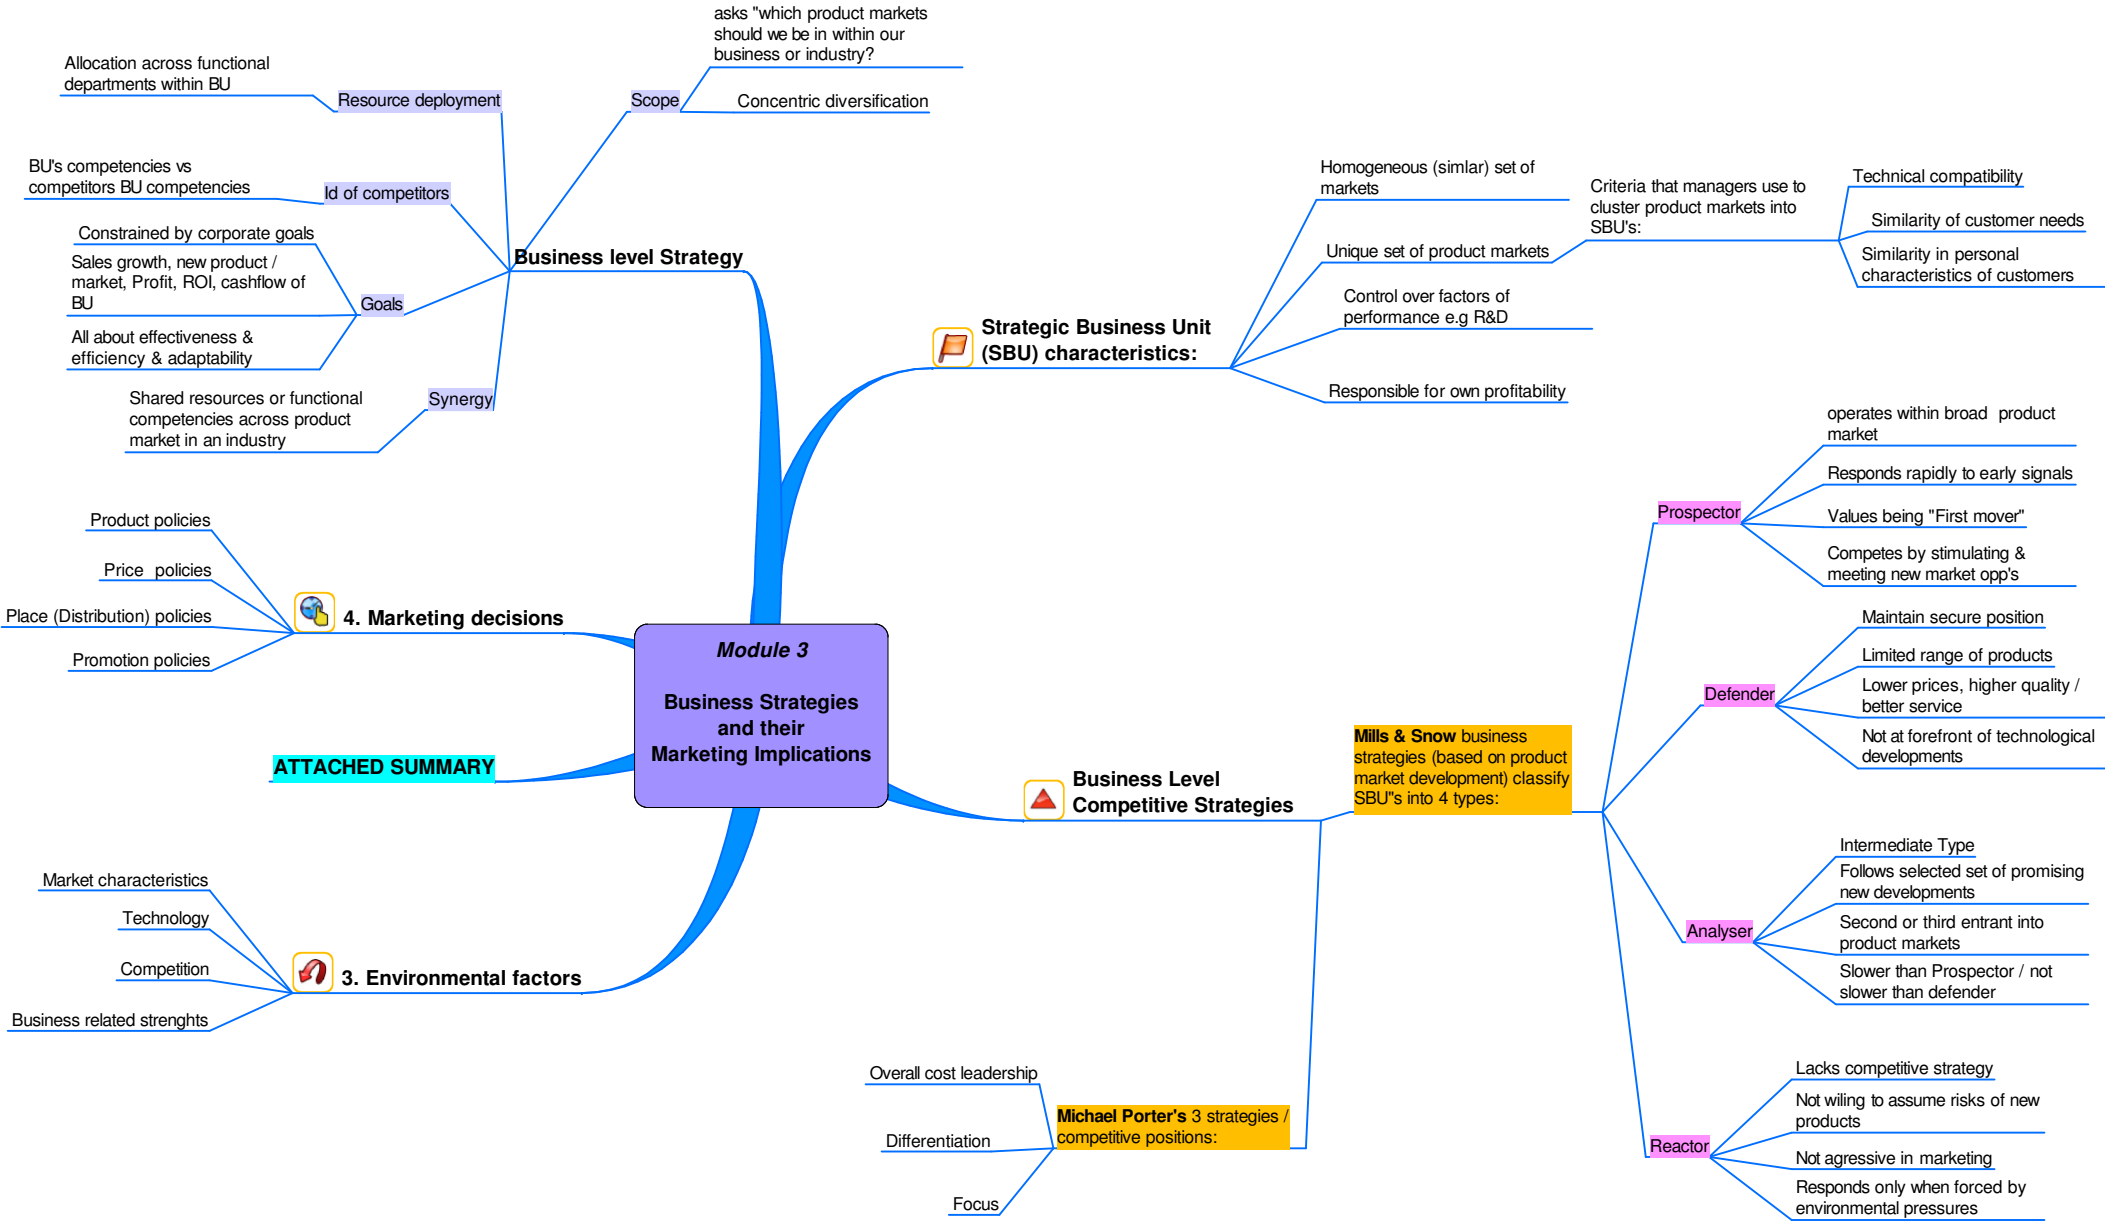 Module 3
Business Strategies
and their
Marketing Implications
Business level Strategy
Scope
asks "which product markets
should we be in within our
business or industry?
Concentric diversification
Resource deployment
Allocation across functional
departments within BU
Id of competitors
BU's competencies vs
competitors BU competencies
Goals
Constrained by corporate goals
Sales growth, new product /
market, Profit, ROI, cashflow of
BU
All about effectiveness &
efficiency & adaptability
Synergy
Shared resources or functional
competencies across product
market in an industry
Strategic Business Unit
(SBU) characteristics:
Homogeneous (simlar) set of
markets
Unique set of product markets
Criteria that managers use to
cluster product markets into
SBU's:
Technical compatibility
Similarity of customer needs
Similarity in personal
characteristics of customers
Control over factors of
performance e.g R&D
Responsible for own profitability
Business Level
Competitive Strategies
Mills & Snow business
strategies (based on product
market development) classify
SBU"s into 4 types:
Prospector
operates within broad product
market
Responds rapidly to early signals
Values being "First mover"
Competes by stimulating &
meeting new market opp's
Defender
Maintain secure position
Limited range of products
Lower prices, higher quality /
better service
Not at forefront of technological
developments
Analyser
Intermediate Type
Follows selected set of promising
new developments
Second or third entrant into
product markets
Slower than Prospector / not
slower than defender
Reactor
Lacks competitive strategy
Not wiling to assume risks of new
products
Not agressive in marketing
Responds only when forced by
environmental pressures
Michael Porter's 3 strategies /
competitive positions:
Overall cost leadership
Differentiation
Focus
3. Environmental factors
Market characteristics
Technology
Competition
Business related strenghts
ATTACHED SUMMARY
4. Marketing decisions
Product policies
Price policies
Place (Distribution) policies
Promotion policies